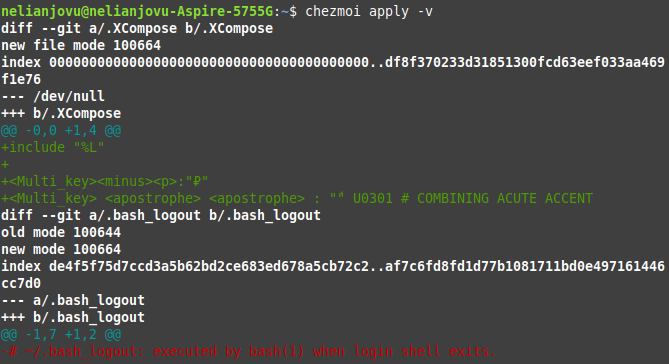 nelianjovu@nelianjovu-Aspire-5755G:~$ chezmoi apply -v
diff --git a/.XCompose b/.XCompose
new file mode 100664
index 0000000000000000000000000000000000000000..df8f370233d31851300fcd63eef033aa469
f1e76
--- /dev/null
+++ b/.XCompose
@@ -0,0 +1,4 @@
+include "%L"
+
+<Multi_key><minus><p>:"₽"
+<Multi_key> <apostrophe> <apostrophe> : "́" U0301 # COMBINING ACUTE ACCENT
diff --git a/.bash_logout b/.bash_logout
old mode 100644
new mode 100664
index de4f5f75d7ccd3a5b62bd2ce683ed678a5cb72c2..af7c6fd8fd1d77b1081711bd0e497161446
cc7d0
--- a/.bash_logout
+++ b/.bash_logout
@@ -1,7 +1,2 @@
-# ~/.bash_logout: executed by bash(1) when login shell exits.